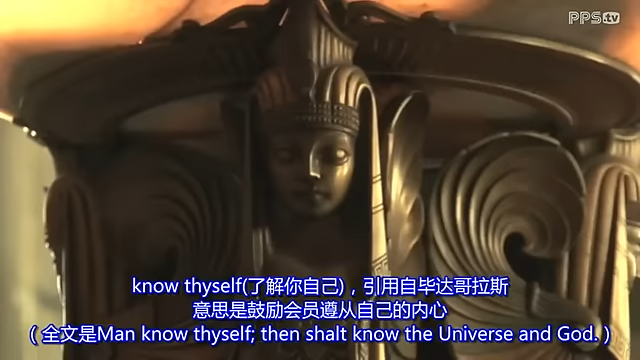 PPS.tv
know thyself(了解你自己)，引用自毕达哥拉斯
意思是鼓励会员遵从自己的内心
（全文是Man know thyself; then shalt know the Universe and God.）